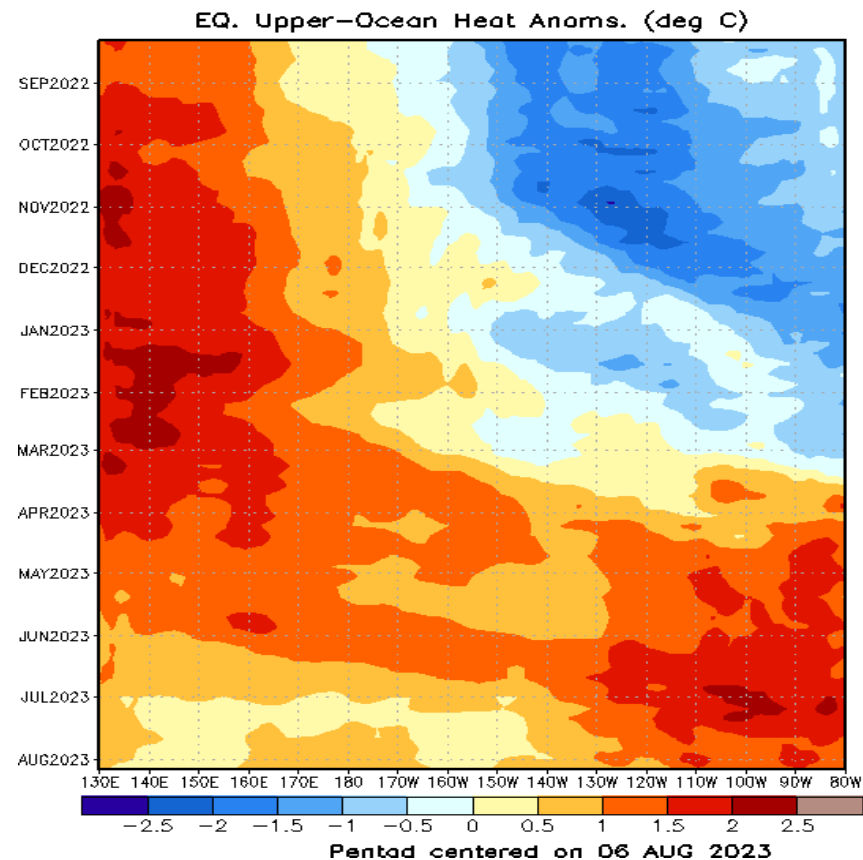 EQ. Upper-Ocean Heat Anoms. (deg C)
SEP2022
OCT2022
NOV2022
DEC2022
JAN2023
FEB2023
MAR2023
APR2023
MAY2023
JUN2023
JUL2023
AUG2023
130E 140E 150E 160E 170E 180 170W 160W 150W 140W 130W 120W 110W 100W 90W 80W
-2.5 -2 -1.5 -1 -0.5 0 0.5 1 1.5 2 2.5
Pentad centered on 06 AUG 2023